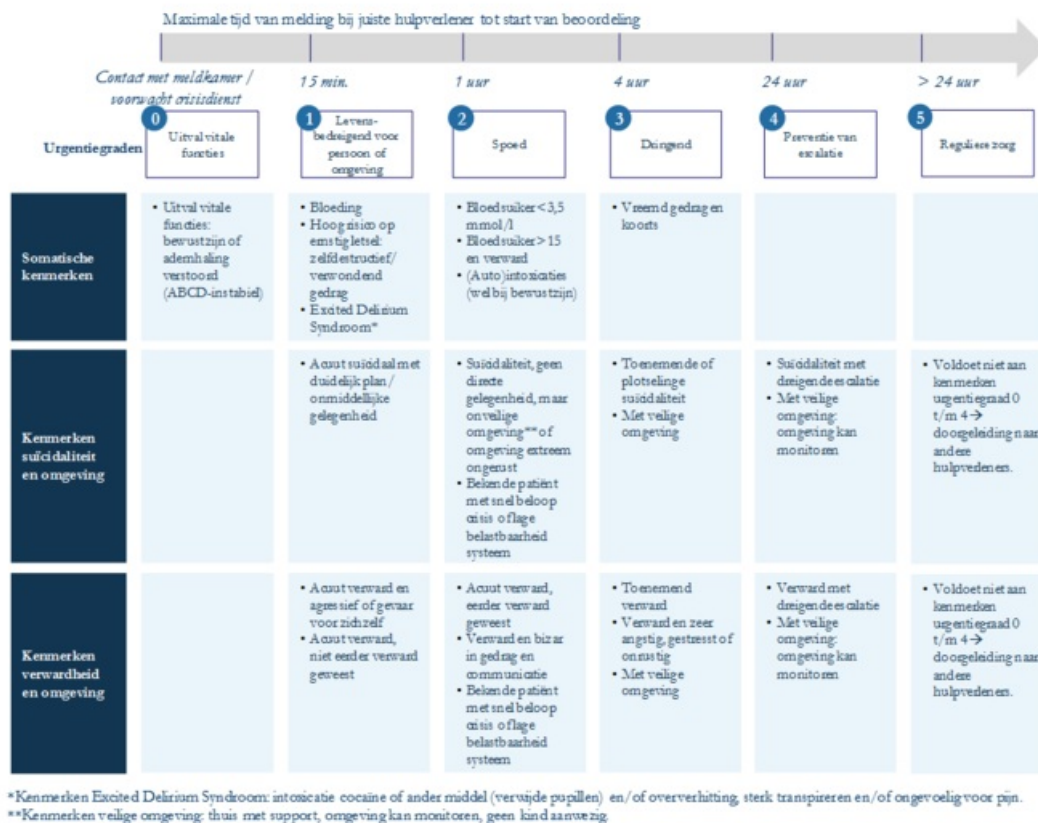 Maximale tijd van melding bij juiste hulpverlener tot start van beoordeling
Contact met meldkamer /
voorwacht crisisdienst
15 min.
1 uur
4 uur
24 uur
> 24 uur
Urgentiegraden
0
Uitval vitale
functies
1
Levens-
bedreigend voor
persoon of
omgeving
2
Spoed
3
Dringend
4
Preventie van
escalatie
5
Reguliere zorg
Somatische
kenmerken
• Uitval vitale
functies:
bewustzijn of
ademhaling
verstoord
(ABCD-instabiel)
• Bloeding
• Hoog risico op
ernstig letsel:
zelfdestructief/
verwondend
gedrag
• Excited Delirium
Syndroom*
• Bloedsuiker < 3,5
mmol/l
• Bloedsuiker > 15
en verward
• (Auto)intoxicaties
(wel bij bewustzijn)
• Vreemd gedrag en
koorts
Kenmerken
suïcidaliteit
en omgeving
• Acuut suïcidaal met
duidelijk plan/
onmiddellijke
gelegenheid
• Suïcidaliteit, geen
directe
gelegenheid, maar
onveilige
omgeving** of
omgeving extreem
ongerust
• Bekende patiënt
met snel beloop
crisis of lage
belastbaarheid
systeem
• Toenemende of
plotselinge
suïcidaliteit
• Met veilige
omgeving
• Suïcidaliteit met
dreigende escalatie
• Met veilige
omgeving:
omgeving kan
monitoren
• Voldoet niet aan
kenmerken
urgentiegraad 0
t/m 4 →
doorgeleiding naar
andere
hulpverleners.
Kenmerken
verwardheid
en omgeving
• Acuut verward en
agressief of gevaar
voor zichzelf
• Acuut verward,
niet eerder verward
geweest
• Acuut verward,
eerder verward
geweest
• Verward en bizar
in gedrag en
communicatie
• Bekende patiënt
met snel beloop
crisis of lage
belastbaarheid
systeem
• Toenemend
verward
• Verward en zeer
angstig, gestresst of
onrustig
• Met veilige
omgeving
• Verward met
dreigende escalatie
• Met veilige
omgeving:
omgeving kan
monitoren
• Voldoet niet aan
kenmerken
urgentiegraad 0
t/m 4 →
doorgeleiding naar
andere
hulpverleners.
*Kenmerken Excited Delirium Syndroom: intoxicatie cocaïne of ander middel (verwijde pupillen) en/of oververhitting, sterk transpireren en/of ongevoelig voor pijn.
**Kenmerken veilige omgeving: thuis met support, omgeving kan monitoren, geen kind aanwezig.